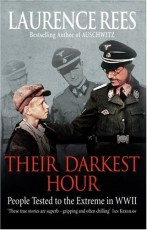 LAURENCE REES
Bestselling Author of AUSCHWITZ
THEIR DARKEST
HOUR
People Tested to the Extreme in WWII
'These true stories are superb – gripping and often chilling' IAN KERSHAW